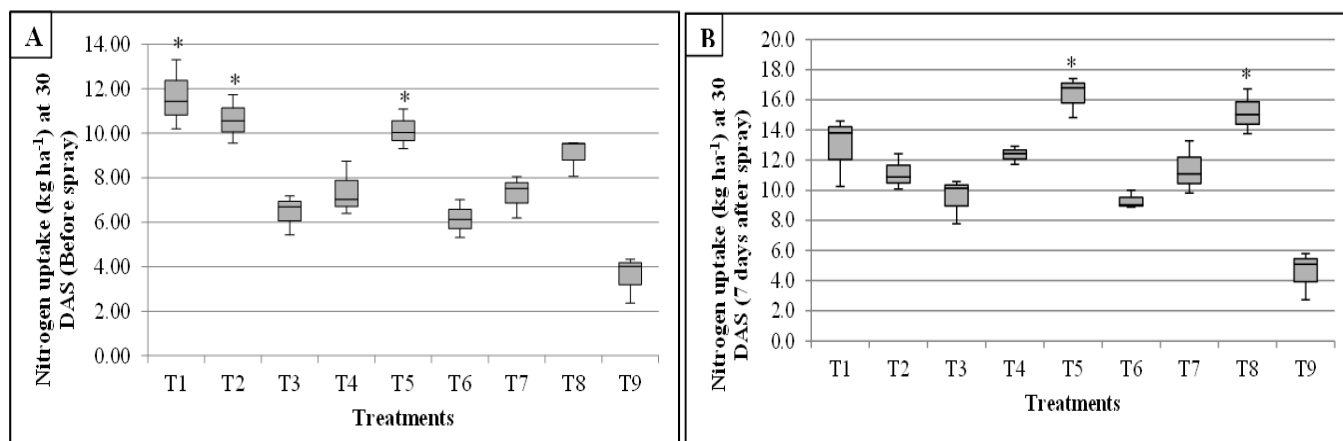 A
Nitrogen uptake (kg ha⁻¹) at 30
DAS (Before spray)
14.00
12.00
10.00
8.00
6.00
4.00
2.00
0.00
*
*
*
T1 T2 T3 T4 T5 T6 T7 T8 T9
Treatments
B
Nitrogen uptake (kg ha⁻¹) at 30
DAS (7 days after spray)
20.0
18.0
16.0
14.0
12.0
10.0
8.0
6.0
4.0
2.0
0.0
*
*
T1 T2 T3 T4 T5 T6 T7 T8 T9
Treatments